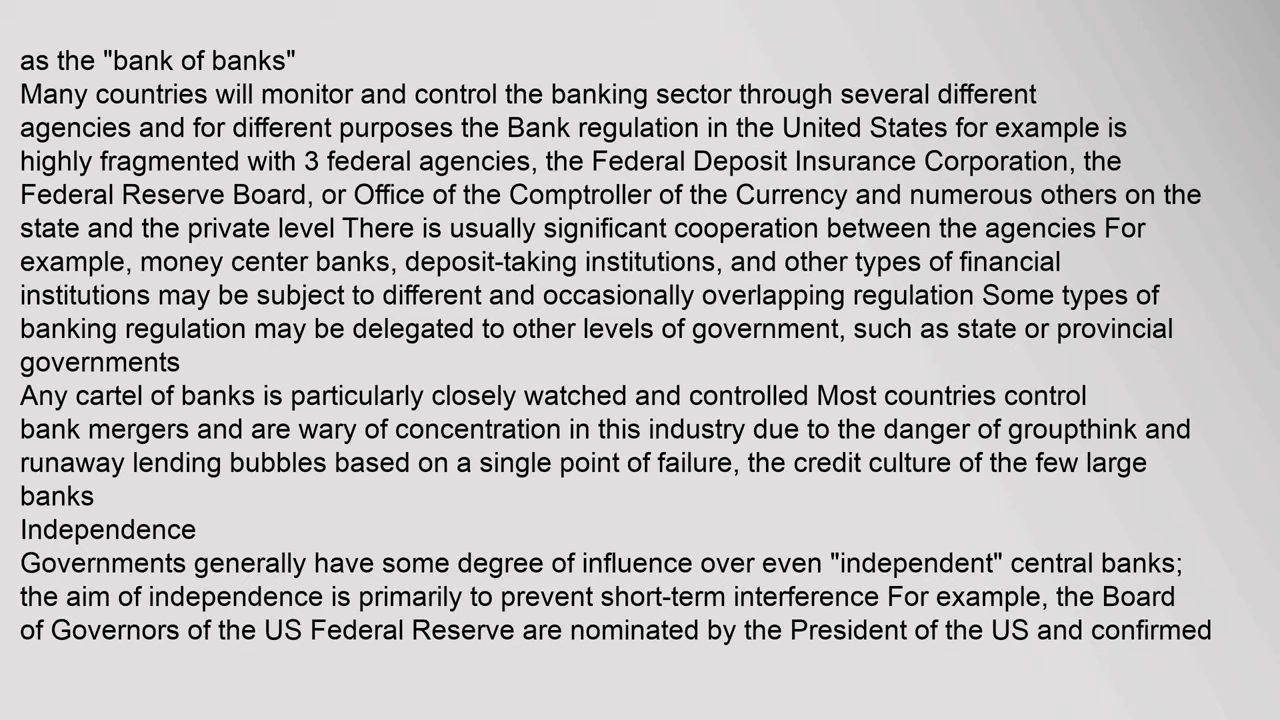 as the "bank of banks"
Many countries will monitor and control the banking sector through several different
agencies and for different purposes the Bank regulation in the United States for example is
highly fragmented with 3 federal agencies, the Federal Deposit Insurance Corporation, the
Federal Reserve Board, or Office of the Comptroller of the Currency and numerous others on the
state and the private level There is usually significant cooperation between the agencies For
example, money center banks, deposit-taking institutions, and other types of financial
institutions may be subject to different and occasionally overlapping regulation Some types of
banking regulation may be delegated to other levels of government, such as state or provincial
governments
Any cartel of banks is particularly closely watched and controlled Most countries control
bank mergers and are wary of concentration in this industry due to the danger of groupthink and
runaway lending bubbles based on a single point of failure, the credit culture of the few large
banks
Independence
Governments generally have some degree of influence over even "independent" central banks;
the aim of independence is primarily to prevent short-term interference For example, the Board
of Governors of the US Federal Reserve are nominated by the President of the US and confirmed